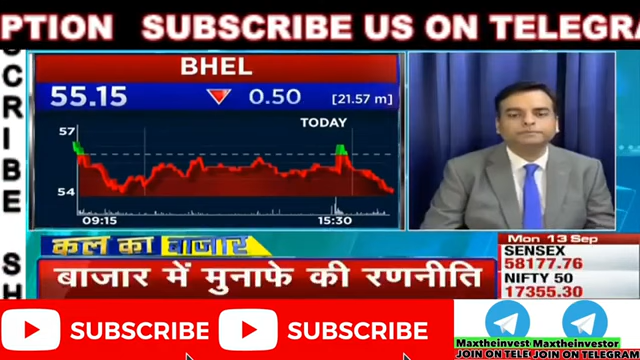 PTION SUBSCRIBE US ON TELEGRA
CRIBE SH
BHEL
55.15 0.50 [21.57 m]
TODAY
57
54
09:15 15:30
कल का बाजार
बाजार में मुनाफे की रणनीति
Mon 13 Sep
SENSEX
58177.76
NIFTY 50
17355.30
SUBSCRIBE SUBSCRIBE
Maxtheinvest Maxtheinvestor
JOIN ON TELE JOIN ON TELEGRAM